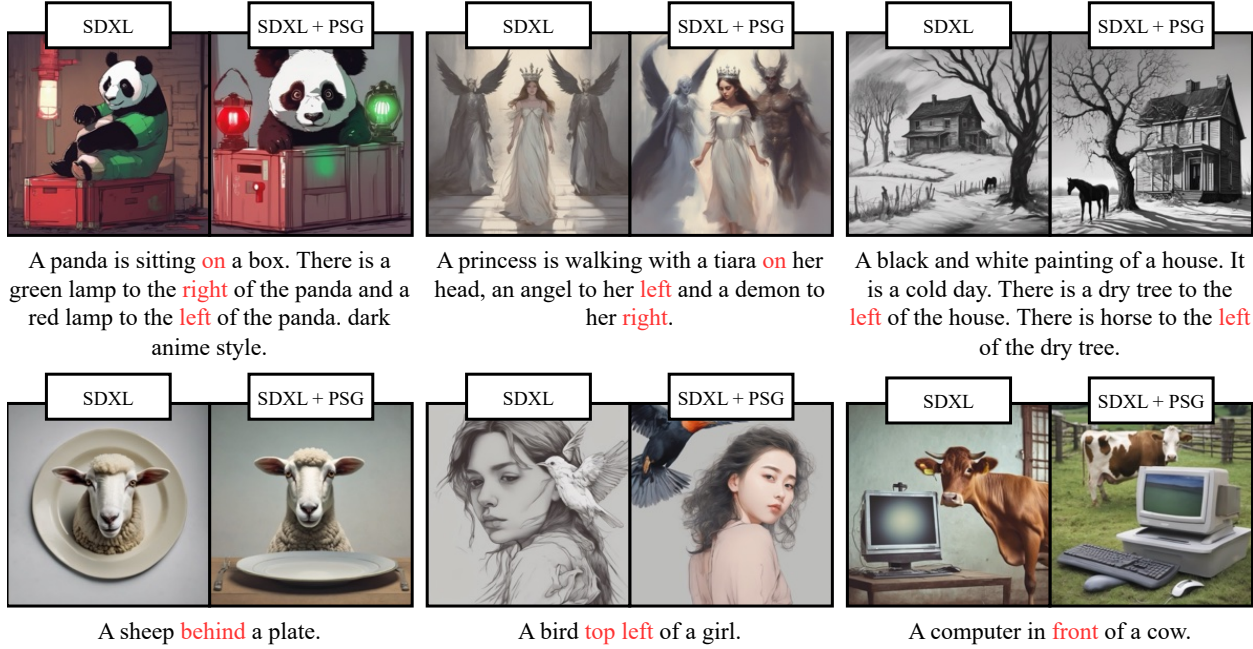 SDXL
SDXL + PSG
A panda is sitting on a box. There is a
green lamp to the right of the panda and a
red lamp to the left of the panda. dark
anime style.
SDXL
SDXL + PSG
A princess is walking with a tiara on her
head, an angel to her left and a demon to
her right.
SDXL
SDXL + PSG
A black and white painting of a house. It
is a cold day. There is a dry tree to the
left of the house. There is horse to the left
of the dry tree.
SDXL
SDXL + PSG
A sheep behind a plate.
SDXL
SDXL + PSG
A bird top left of a girl.
SDXL
SDXL + PSG
A computer in front of a cow.